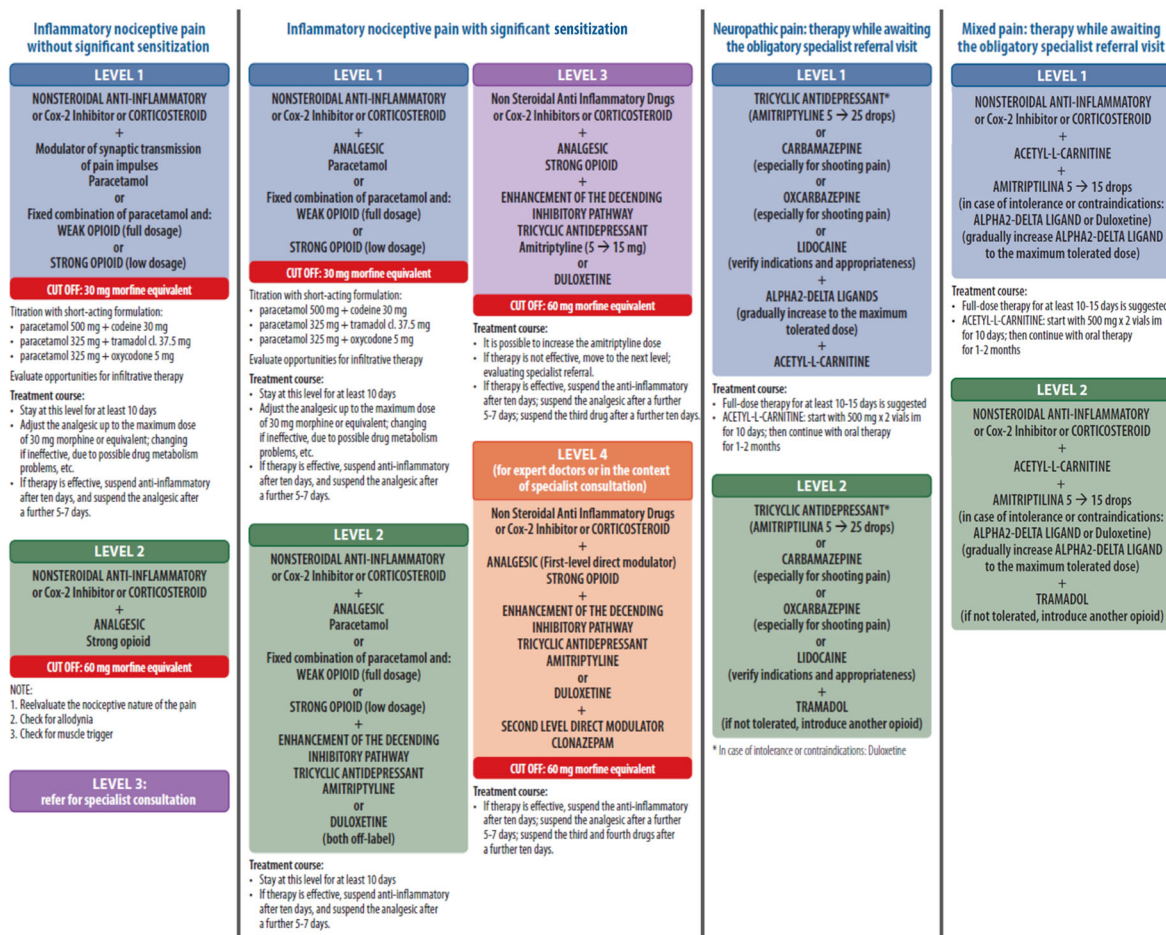 Inflammatory nociceptive pain
without significant sensitization
LEVEL 1
NONSTEROIDAL ANTI-INFLAMMATORY
or Cox-2 Inhibitor or CORTICOSTEROID
+
Modulator of synaptic transmission
of pain impulses
Paracetamol
or
Fixed combination of paracetamol and:
WEAK OPIOID (full dosage)
or
STRONG OPIOID (low dosage)
CUT OFF: 30 mg morfine equivalent
Titration with short-acting formulation:
• paracetamol 500 mg + codeine 30 mg
• paracetamol 325 mg + tramadol cl. 37.5 mg
• paracetamol 325 mg + oxycodone 5 mg
Evaluate opportunities for infiltrative therapy
Treatment course:
• Stay at this level for at least 10 days
• Adjust the analgesic up to the maximum dose
of 30 mg morphine or equivalent; changing
if ineffective, due to possible drug metabolism
problems, etc.
• If therapy is effective, suspend anti-inflammatory
after ten days, and suspend the analgesic after
a further 5-7 days.
LEVEL 2
NONSTEROIDAL ANTI-INFLAMMATORY
or Cox-2 Inhibitor or CORTICOSTEROID
+
ANALGESIC
Strong opioid
CUT OFF: 60 mg morfine equivalent
NOTE:
1. Reelvaluate the nociceptive nature of the pain
2. Check for allodynia
3. Check for muscle trigger
LEVEL 3:
refer for specialist consultation
Inflammatory nociceptive pain with significant sensitization
LEVEL 1
NONSTEROIDAL ANTI-INFLAMMATORY
or Cox-2 Inhibitor or CORTICOSTEROID
+
ANALGESIC
Paracetamol
or
Fixed combination of paracetamol and:
WEAK OPIOID (full dosage)
or
STRONG OPIOID (low dosage)
CUT OFF: 30 mg morfine equivalent
Titration with short-acting formulation:
• paracetamol 500 mg + codeine 30 mg
• paracetamol 325 mg + tramadol cl. 37.5 mg
• paracetamol 325 mg + oxycodone 5 mg
Evaluate opportunities for infiltrative therapy
Treatment course:
• Stay at this level for at least 10 days
• Adjust the analgesic up to the maximum dose
of 30 mg morphine or equivalent; changing
if ineffective, due to possible drug metabolism
problems, etc.
• If therapy is effective, suspend anti-inflammatory
after ten days, and suspend the analgesic after
a further 5-7 days.
LEVEL 2
NONSTEROIDAL ANTI-INFLAMMATORY
or Cox-2 Inhibitor or CORTICOSTEROID
+
ANALGESIC
Paracetamol
or
Fixed combination of paracetamol and:
WEAK OPIOID (full dosage)
or
STRONG OPIOID (low dosage)
+
ENHANCEMENT OF THE DECENDING
INHIBITORY PATHWAY
TRICYCLIC ANTIDEPRESSANT
AMITRIPTYLINE
or
DULOXETINE
(both off-label)
Treatment course:
• Stay at this level for at least 10 days
• If therapy is effective, suspend anti-inflammatory
after ten days, and suspend the analgesic after
a further 5-7 days.
LEVEL 3
Non Steroidal Anti Inflammatory Drugs
or Cox-2 Inhibitors or CORTICOSTEROID
+
ANALGESIC
STRONG OPIOID
+
ENHANCEMENT OF THE DECENDING
INHIBITORY PATHWAY
TRICYCLIC ANTIDEPRESSANT
Amitriptyline (5 → 15 mg)
or
DULOXETINE
CUT OFF: 60 mg morfine equivalent
Treatment course:
• It is possible to increase the amitriptyline dose
• If therapy is not effective, move to the next level;
evaluating specialist referral.
• If therapy is effective, suspend the anti-inflammatory
after ten days; suspend the analgesic after a further
5-7 days; suspend the third drug after a further ten days.
LEVEL 4
(for expert doctors or in the context
of specialist consultation)
Non Steroidal Anti Inflammatory Drugs
or Cox-2 Inhibitor or CORTICOSTEROID
+
ANALGESIC (First-level direct modulator)
STRONG OPIOID
+
ENHANCEMENT OF THE DECENDING
INHIBITORY PATHWAY
TRICYCLIC ANTIDEPRESSANT
AMITRIPTYLINE
or
DULOXETINE
+
SECOND LEVEL DIRECT MODULATOR
CLONAZEPAM
CUT OFF: 60 mg morfine equivalent
Treatment course:
• If therapy is effective, suspend the anti-inflammatory
after ten days; suspend the analgesic after a further
5-7 days; suspend the third and fourth drugs after
a further ten days.
Neuropathic pain: therapy while awaiting
the obligatory specialist referral visit
LEVEL 1
TRICYCLIC ANTIDEPRESSANT*
(AMITRIPTYLINE 5 → 25 drops)
or
CARBAMAZEPINE
(especially for shooting pain)
or
OXCARBAZEPINE
(especially for shooting pain)
or
LIDOCAINE
(verify indications and appropriateness)
+
ALPHA2-DELTA LIGANDS
(gradually increase to the maximum
tolerated dose)
+
ACETYL-L-CARNITINE
Treatment course:
• Full-dose therapy for at least 10-15 days is suggested
• ACETYL-L-CARNITINE: start with 500 mg x 2 vials im
for 10 days; then continue with oral therapy
for 1-2 months
LEVEL 2
TRICYCLIC ANTIDEPRESSANT*
(AMITRIPTILINA 5 → 25 drops)
or
CARBAMAZEPINE
(especially for shooting pain)
or
OXCARBAZEPINE
(especially for shooting pain)
or
LIDOCAINE
(verify indications and appropriateness)
+
TRAMADOL
(if not tolerated, introduce another opioid)
* In case of intolerance or contraindications: Duloxetine
Mixed pain: therapy while awaiting
the obligatory specialist referral visit
LEVEL 1
NONSTEROIDAL ANTI-INFLAMMATORY
or Cox-2 Inhibitor or CORTICOSTEROID
+
ACETYL-L-CARNITINE
+
AMITRIPTILINA 5 → 15 drops
(in case of intolerance or contraindications:
ALPHA2-DELTA LIGAND or Duloxetine)
(gradually increase ALPHA2-DELTA LIGAND
to the maximum tolerated dose)
Treatment course:
• Full-dose therapy for at least 10-15 days is suggested
• ACETYL-L-CARNITINE: start with 500 mg x 2 vials im
for 10 days; then continue with oral therapy
for 1-2 months
LEVEL 2
NONSTEROIDAL ANTI-INFLAMMATORY
or Cox-2 Inhibitor or CORTICOSTEROID
+
ACETYL-L-CARNITINE
+
AMITRIPTILINA 5 → 15 drops
(in case of intolerance or contraindications:
ALPHA2-DELTA LIGAND or Duloxetine)
(gradually increase ALPHA2-DELTA LIGAND
to the maximum tolerated dose)
+
TRAMADOL
(if not tolerated, introduce another opioid)